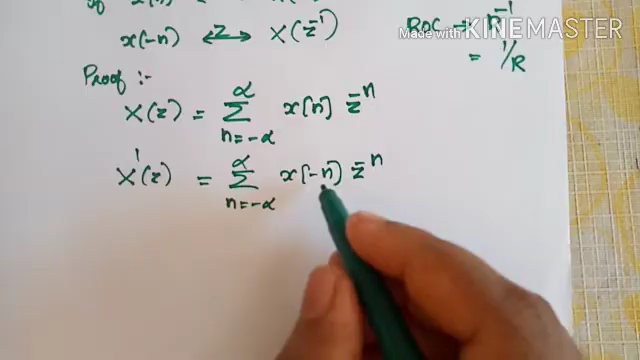 x(-n) ⟷ᶻ X(z⁻¹)
ROC → R⁻¹
= 1/R
Proof :-
X(z) = Σ_{n=-α}^{α} x[n] z⁻ⁿ
X'(z) = Σ_{n=-α}^{α} x[-n] z⁻ⁿ
Made with KINEMASTER